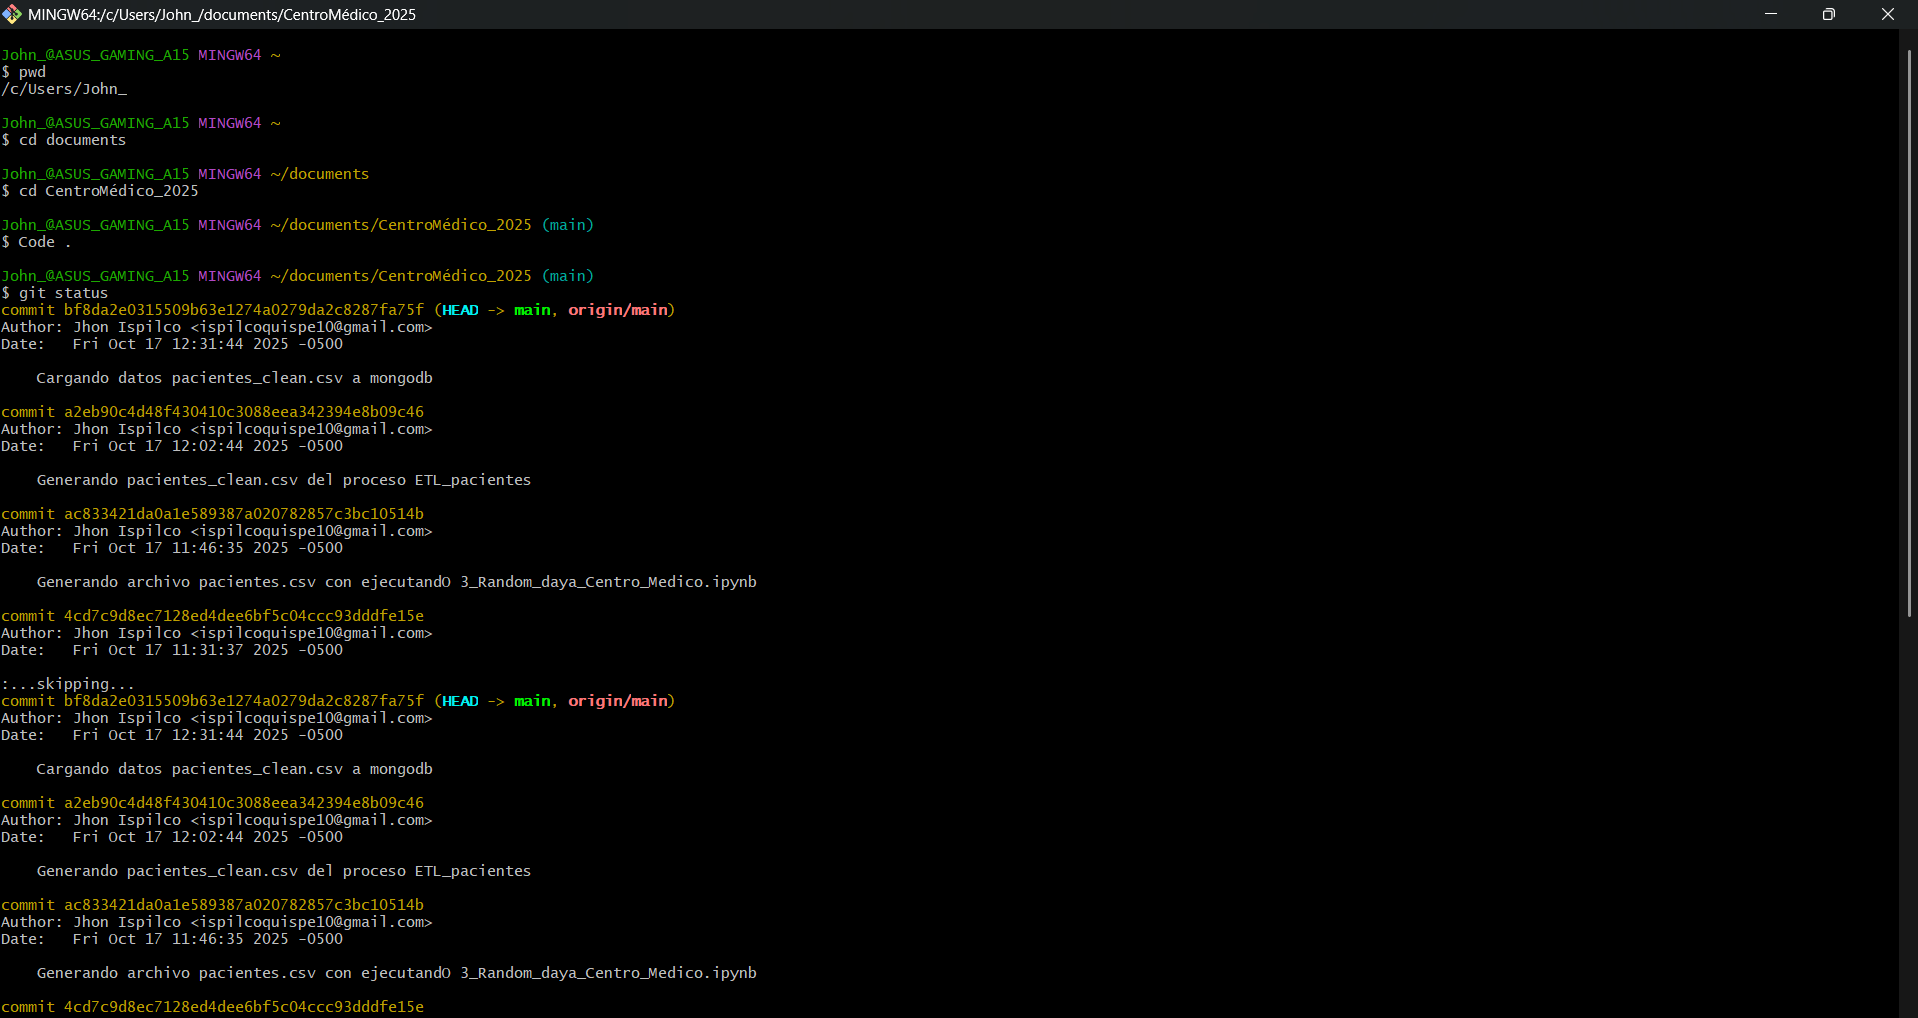 MINGW64:/c/Users/John_/documents/CentroMédico_2025
John_@ASUS_GAMING_A15 MINGW64 ~
$ pwd
/c/Users/John_
John_@ASUS_GAMING_A15 MINGW64 ~
$ cd documents
John_@ASUS_GAMING_A15 MINGW64 ~/documents
$ cd CentroMédico_2025
John_@ASUS_GAMING_A15 MINGW64 ~/documents/CentroMédico_2025 (main)
$ Code .
John_@ASUS_GAMING_A15 MINGW64 ~/documents/CentroMédico_2025 (main)
$ git status
commit bf8da2e0315509b63e1274a0279da2c8287fa75f (HEAD -> main, origin/main)
Author: Jhon Ispilco <ispilcoquispe10@gmail.com>
Date:   Fri Oct 17 12:31:44 2025 -0500
Cargando datos pacientes_clean.csv a mongodb
commit a2eb90c4d48f430410c3088eea342394e8b09c46
Author: Jhon Ispilco <ispilcoquispe10@gmail.com>
Date:   Fri Oct 17 12:02:44 2025 -0500
Generando pacientes_clean.csv del proceso ETL_pacientes
commit ac833421da0a1e589387a020782857c3bc10514b
Author: Jhon Ispilco <ispilcoquispe10@gmail.com>
Date:   Fri Oct 17 11:46:35 2025 -0500
Generando archivo pacientes.csv con ejecutandO 3_Random_daya_Centro_Medico.ipynb
commit 4cd7c9d8ec7128ed4dee6bf5c04ccc93dddfe15e
Author: Jhon Ispilco <ispilcoquispe10@gmail.com>
Date:   Fri Oct 17 11:31:37 2025 -0500
:...skipping...
commit bf8da2e0315509b63e1274a0279da2c8287fa75f (HEAD -> main, origin/main)
Author: Jhon Ispilco <ispilcoquispe10@gmail.com>
Date:   Fri Oct 17 12:31:44 2025 -0500
Cargando datos pacientes_clean.csv a mongodb
commit a2eb90c4d48f430410c3088eea342394e8b09c46
Author: Jhon Ispilco <ispilcoquispe10@gmail.com>
Date:   Fri Oct 17 12:02:44 2025 -0500
Generando pacientes_clean.csv del proceso ETL_pacientes
commit ac833421da0a1e589387a020782857c3bc10514b
Author: Jhon Ispilco <ispilcoquispe10@gmail.com>
Date:   Fri Oct 17 11:46:35 2025 -0500
Generando archivo pacientes.csv con ejecutandO 3_Random_daya_Centro_Medico.ipynb
commit 4cd7c9d8ec7128ed4dee6bf5c04ccc93dddfe15e